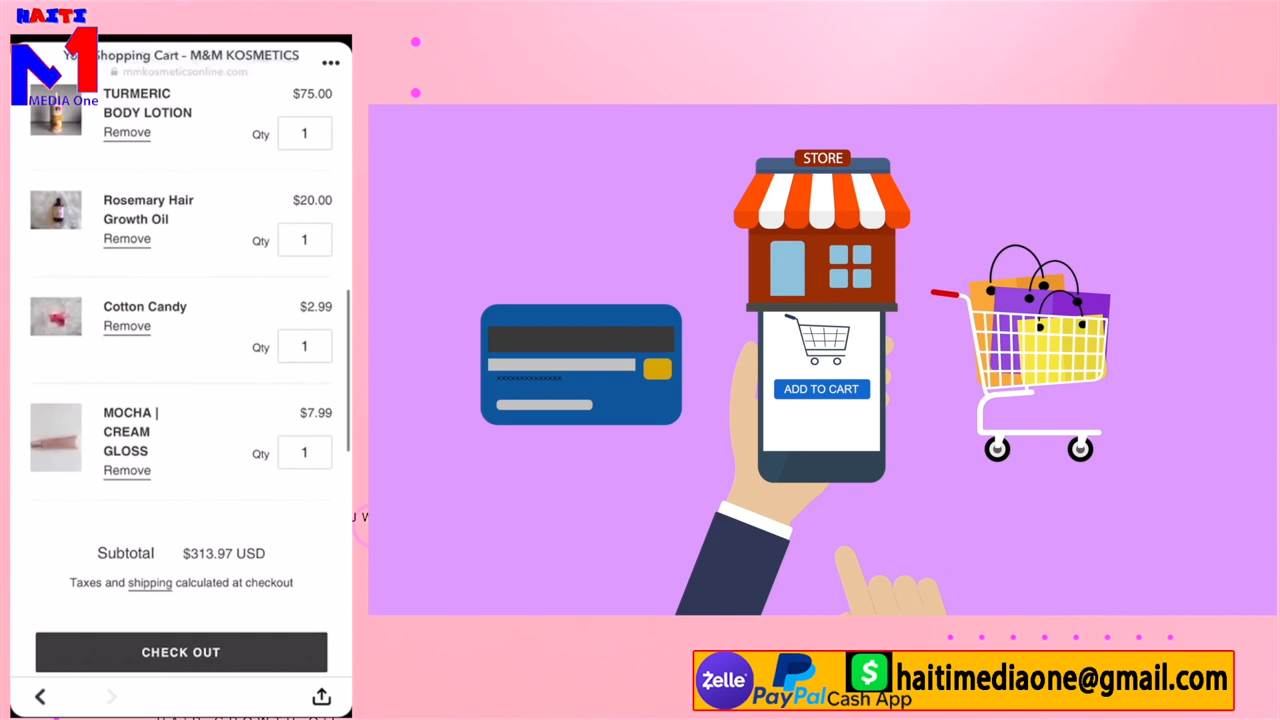 HAITI
M1
MEDIA One
Shopping Cart – M&M KOSMETICS
mmkosmeticsonline.com
TURMERIC $75.00
BODY LOTION
Remove Qty 1
Rosemary Hair $20.00
Growth Oil
Remove Qty 1
Cotton Candy $2.99
Remove Qty 1
MOCHA | $7.99
CREAM
GLOSS Qty 1
Remove
Subtotal $313.97 USD
Taxes and shipping calculated at checkout
CHECK OUT
STORE
ADD TO CART
xxxxxxxxxxxxxx
Zelle PayPal $ Cash App haitimediaone@gmail.com